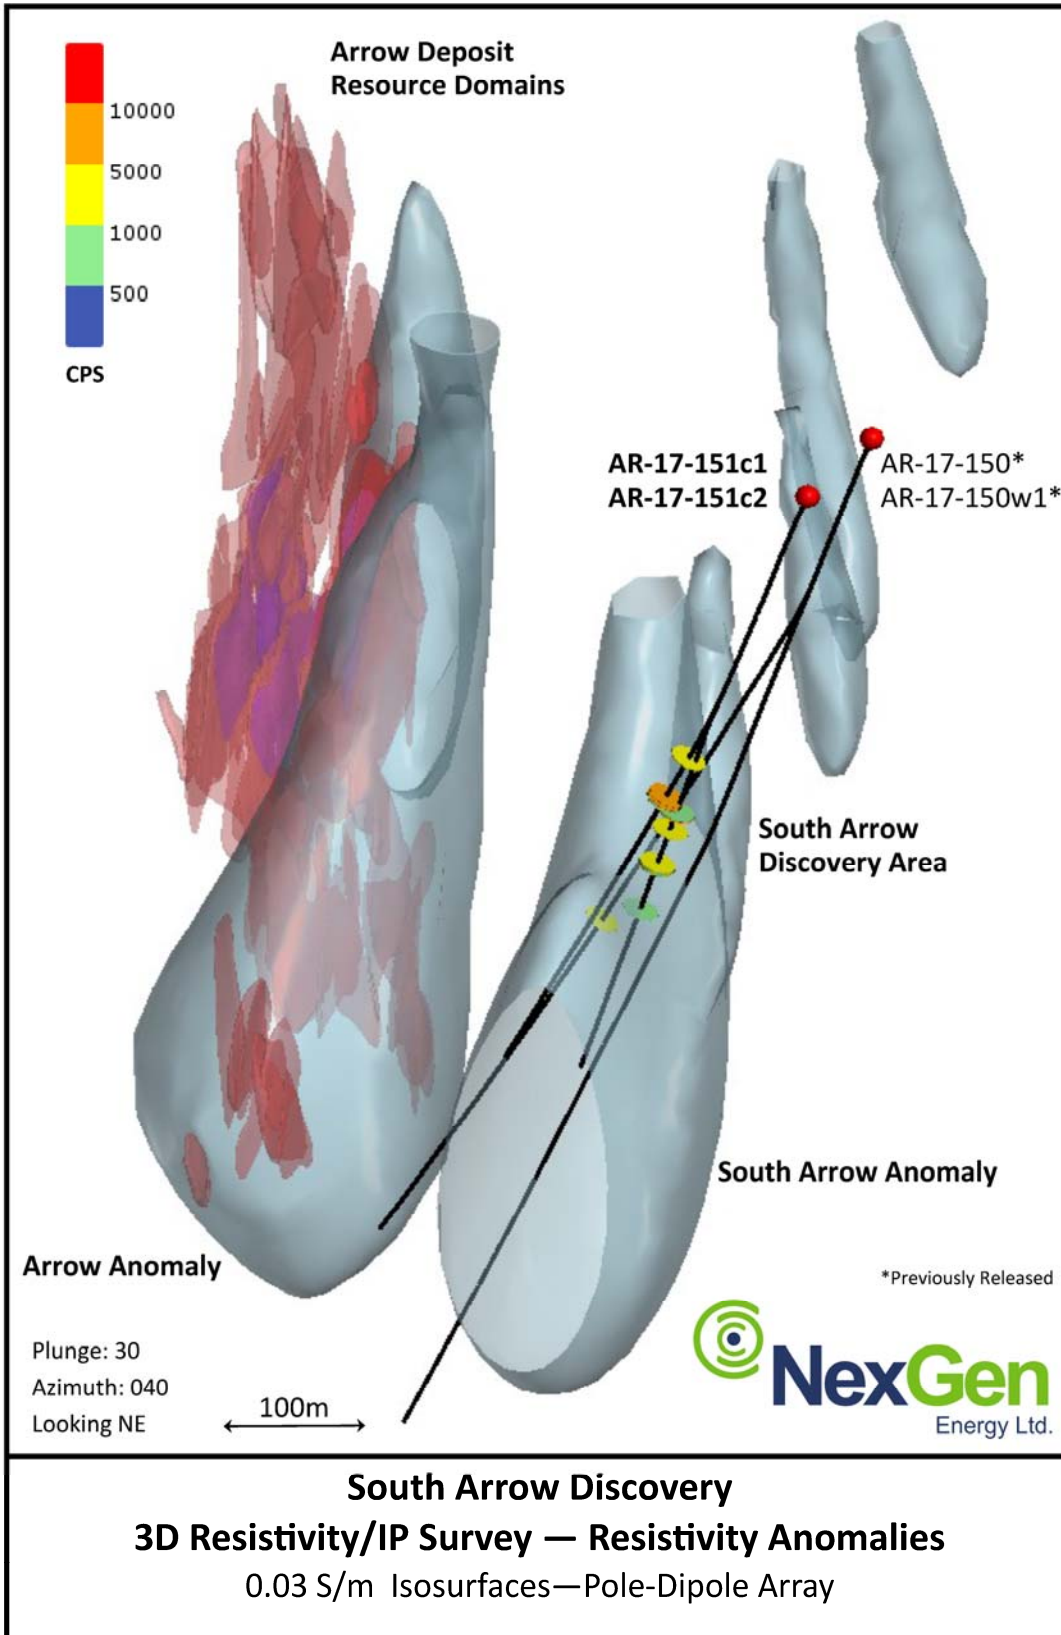 Arrow Deposit
Resource Domains
10000
5000
1000
500
CPS
AR-17-151c1
AR-17-151c2
AR-17-150*
AR-17-150w1*
South Arrow
Discovery Area
South Arrow Anomaly
Arrow Anomaly
*Previously Released
Plunge: 30
Azimuth: 040
Looking NE
100m
NexGen
Energy Ltd.
South Arrow Discovery
3D Resistivity/IP Survey — Resistivity Anomalies
0.03 S/m Isosurfaces—Pole-Dipole Array